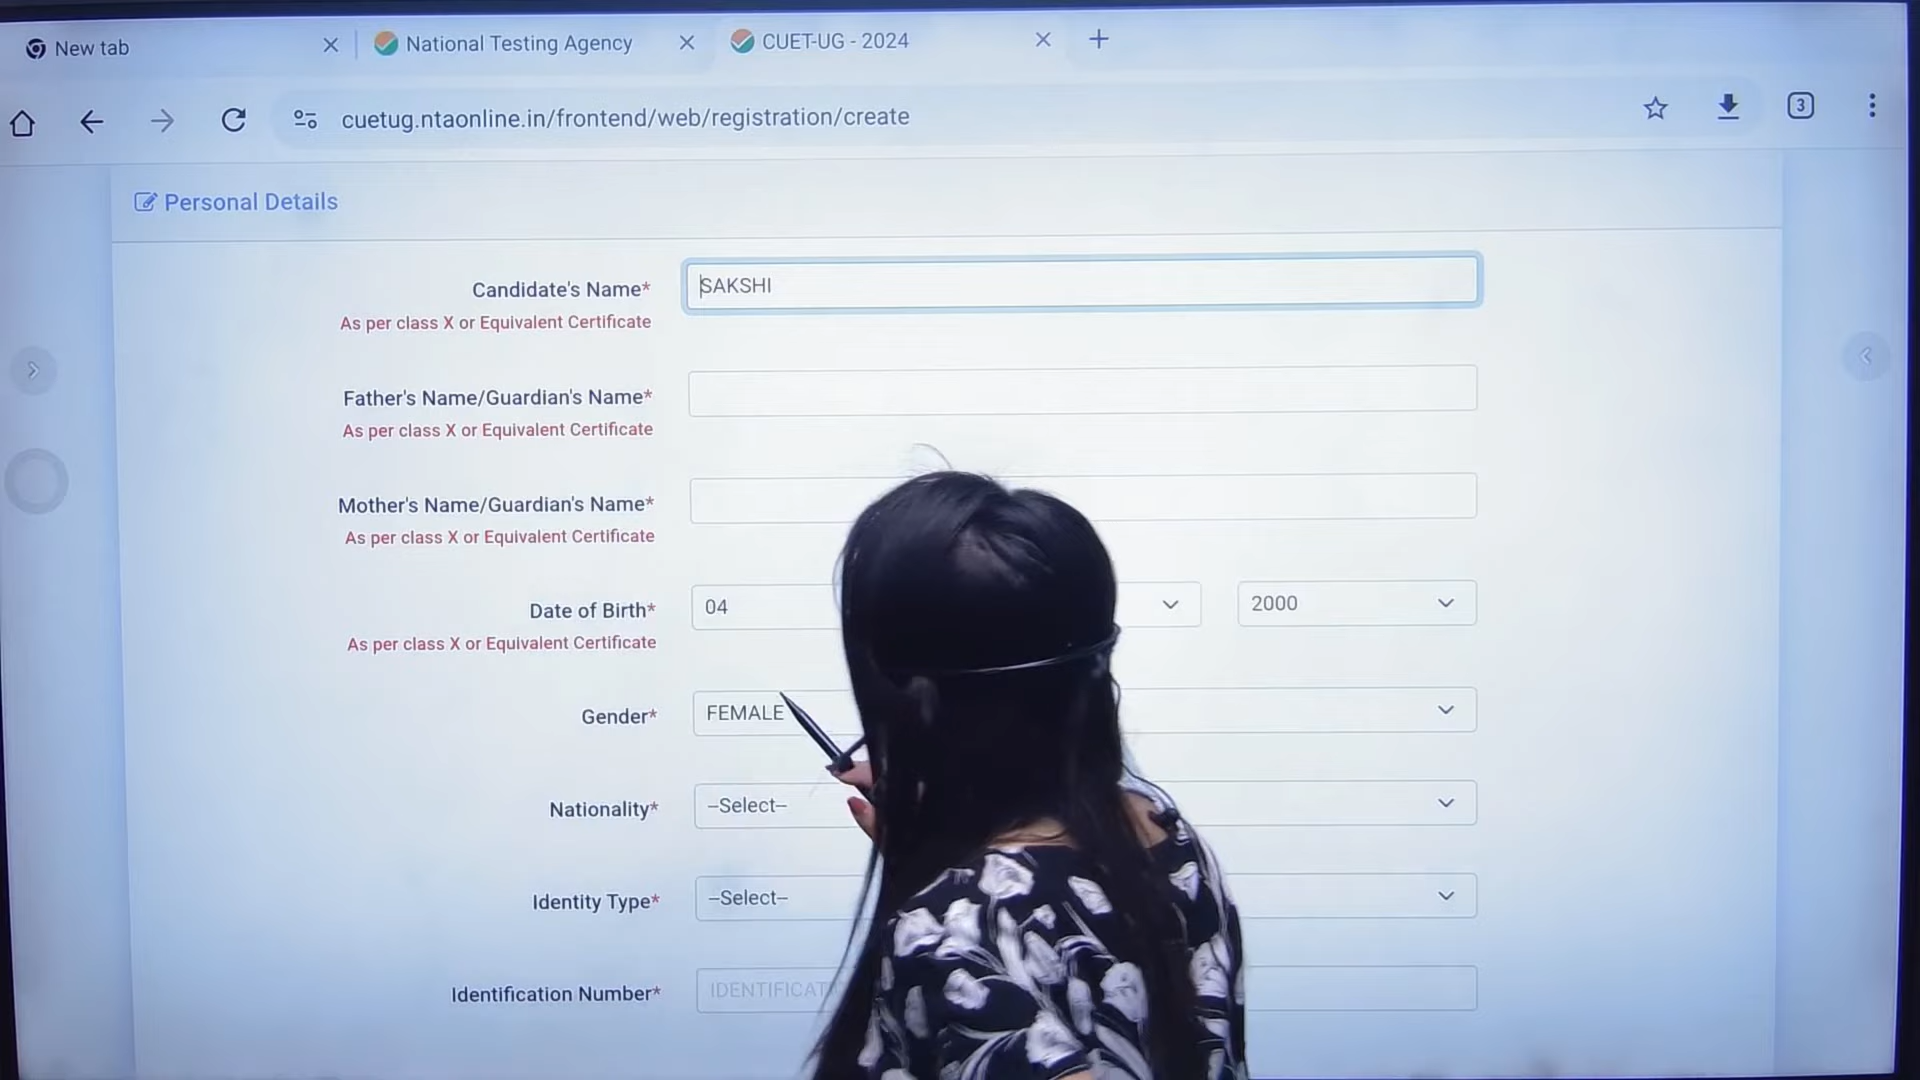 New tab
National Testing Agency
CUET-UG - 2024
cuetug.ntaonline.in/frontend/web/registration/create
3
Personal Details
Candidate's Name*
SAKSHI
As per class X or Equivalent Certificate
Father's Name/Guardian's Name*
As per class X or Equivalent Certificate
Mother's Name/Guardian's Name*
As per class X or Equivalent Certificate
Date of Birth*
04
2000
As per class X or Equivalent Certificate
Gender*
FEMALE
Nationality*
–Select–
Identity Type*
–Select–
Identification Number*